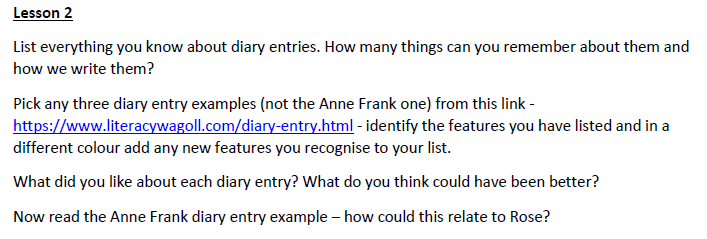 Lesson 2
List everything you know about diary entries. How many things can you remember about them and
how we write them?
Pick any three diary entry examples (not the Anne Frank one) from this link -
https://www.literacywagoll.com/diary-entry.html - identify the features you have listed and in a
different colour add any new features you recognise to your list.
What did you like about each diary entry? What do you think could have been better?
Now read the Anne Frank diary entry example – how could this relate to Rose?